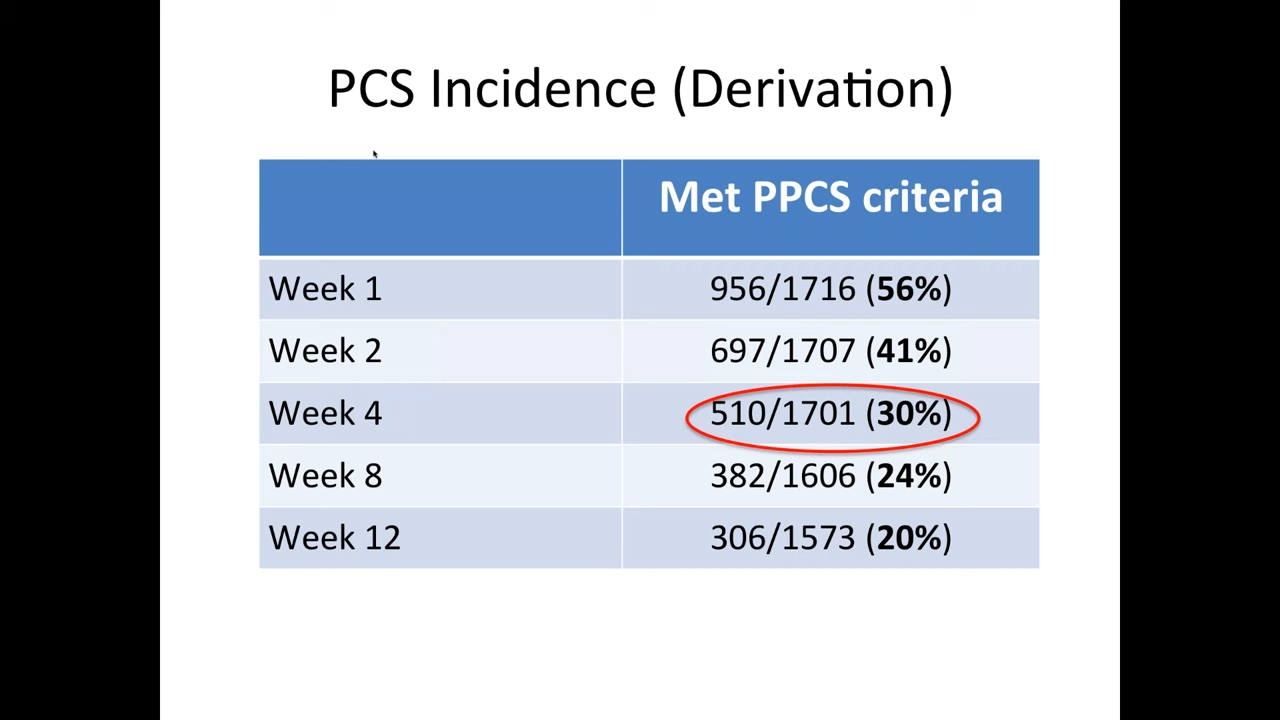 PCS Incidence (Derivation)
Met PPCS criteria
Week 1 956/1716 (56%)
Week 2 697/1707 (41%)
Week 4 510/1701 (30%)
Week 8 382/1606 (24%)
Week 12 306/1573 (20%)